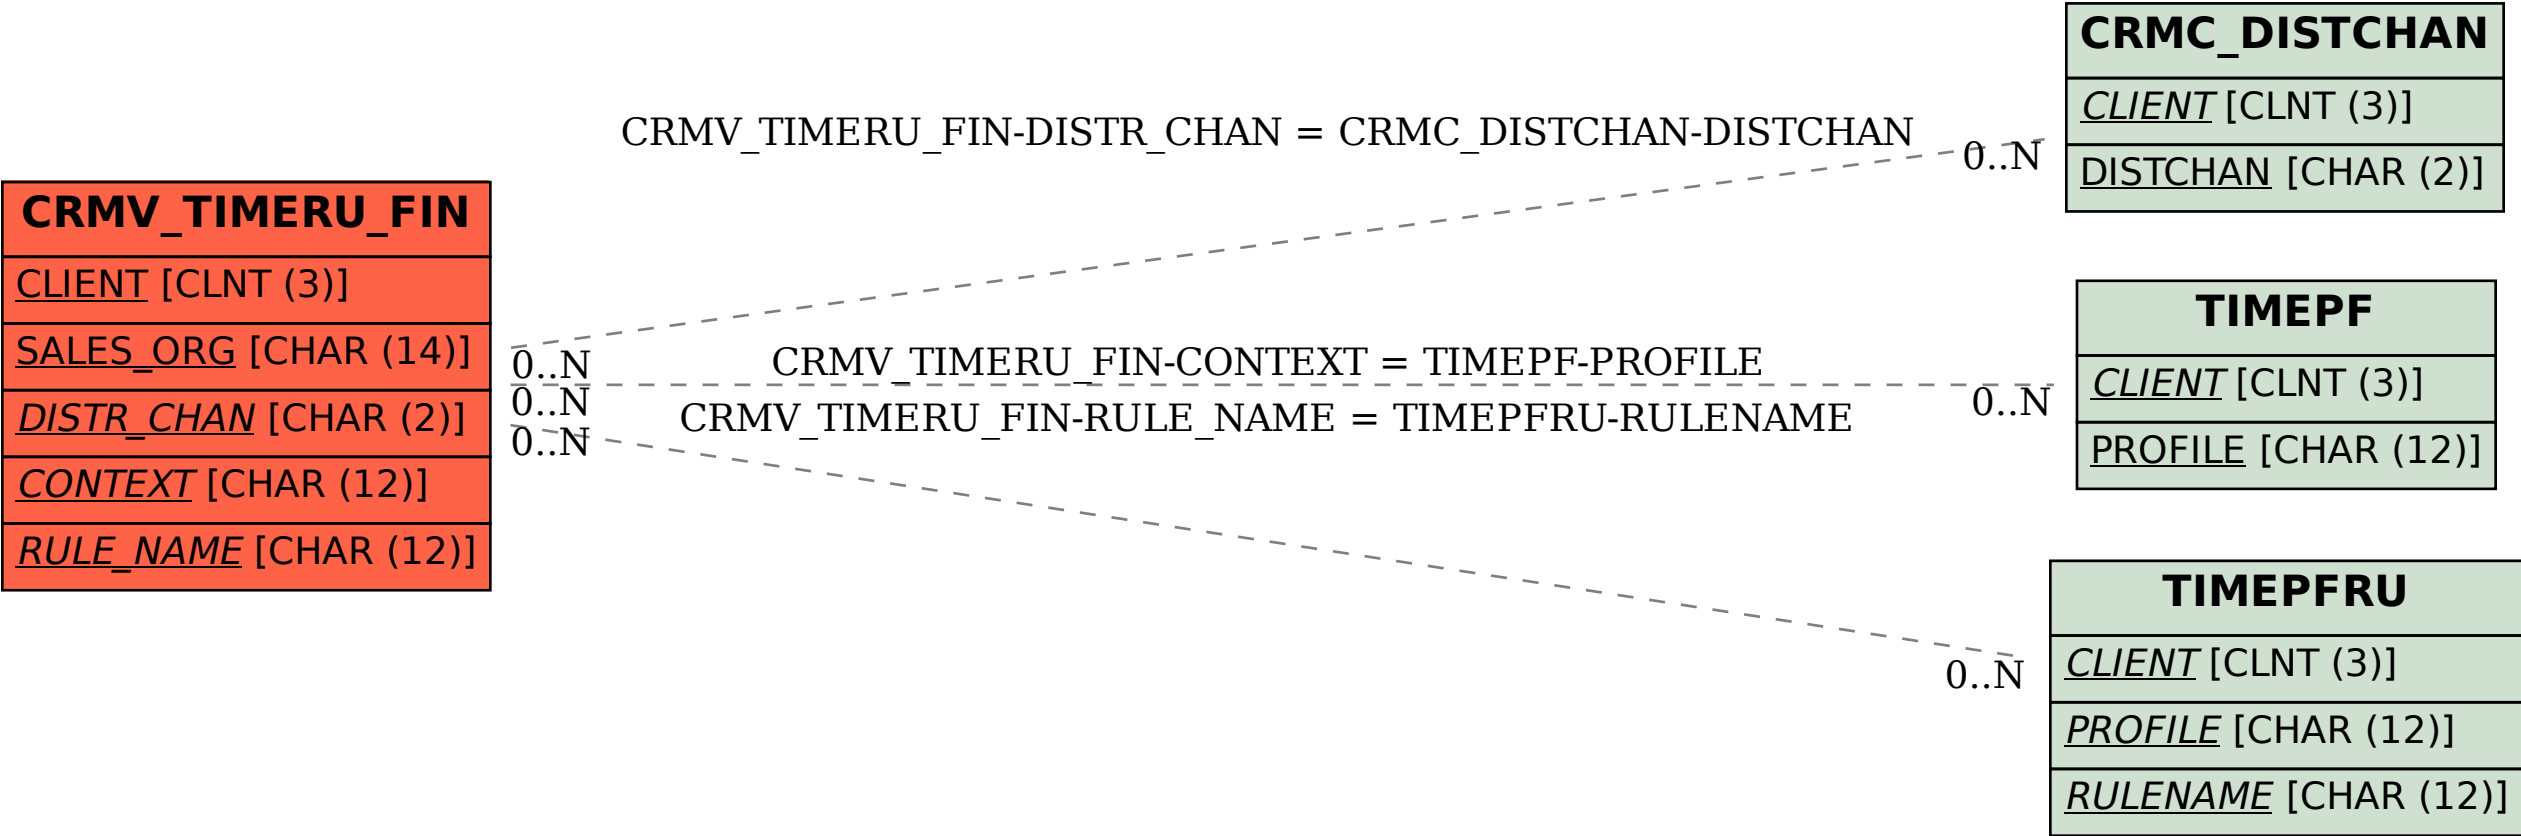 CRMV_TIMERU_FIN
CLIENT [CLNT (3)]
SALES_ORG [CHAR (14)]
DISTR_CHAN [CHAR (2)]
CONTEXT [CHAR (12)]
RULE_NAME [CHAR (12)]
CRMV_TIMERU_FIN-DISTR_CHAN = CRMC_DISTCHAN-DISTCHAN
0..N
0..N
CRMV_TIMERU_FIN-CONTEXT = TIMEPF-PROFILE
0..N
0..N
CRMV_TIMERU_FIN-RULE_NAME = TIMEPFRU-RULENAME
0..N
0..N
CRMC_DISTCHAN
CLIENT [CLNT (3)]
DISTCHAN [CHAR (2)]
TIMEPF
CLIENT [CLNT (3)]
PROFILE [CHAR (12)]
TIMEPFRU
CLIENT [CLNT (3)]
PROFILE [CHAR (12)]
RULENAME [CHAR (12)]